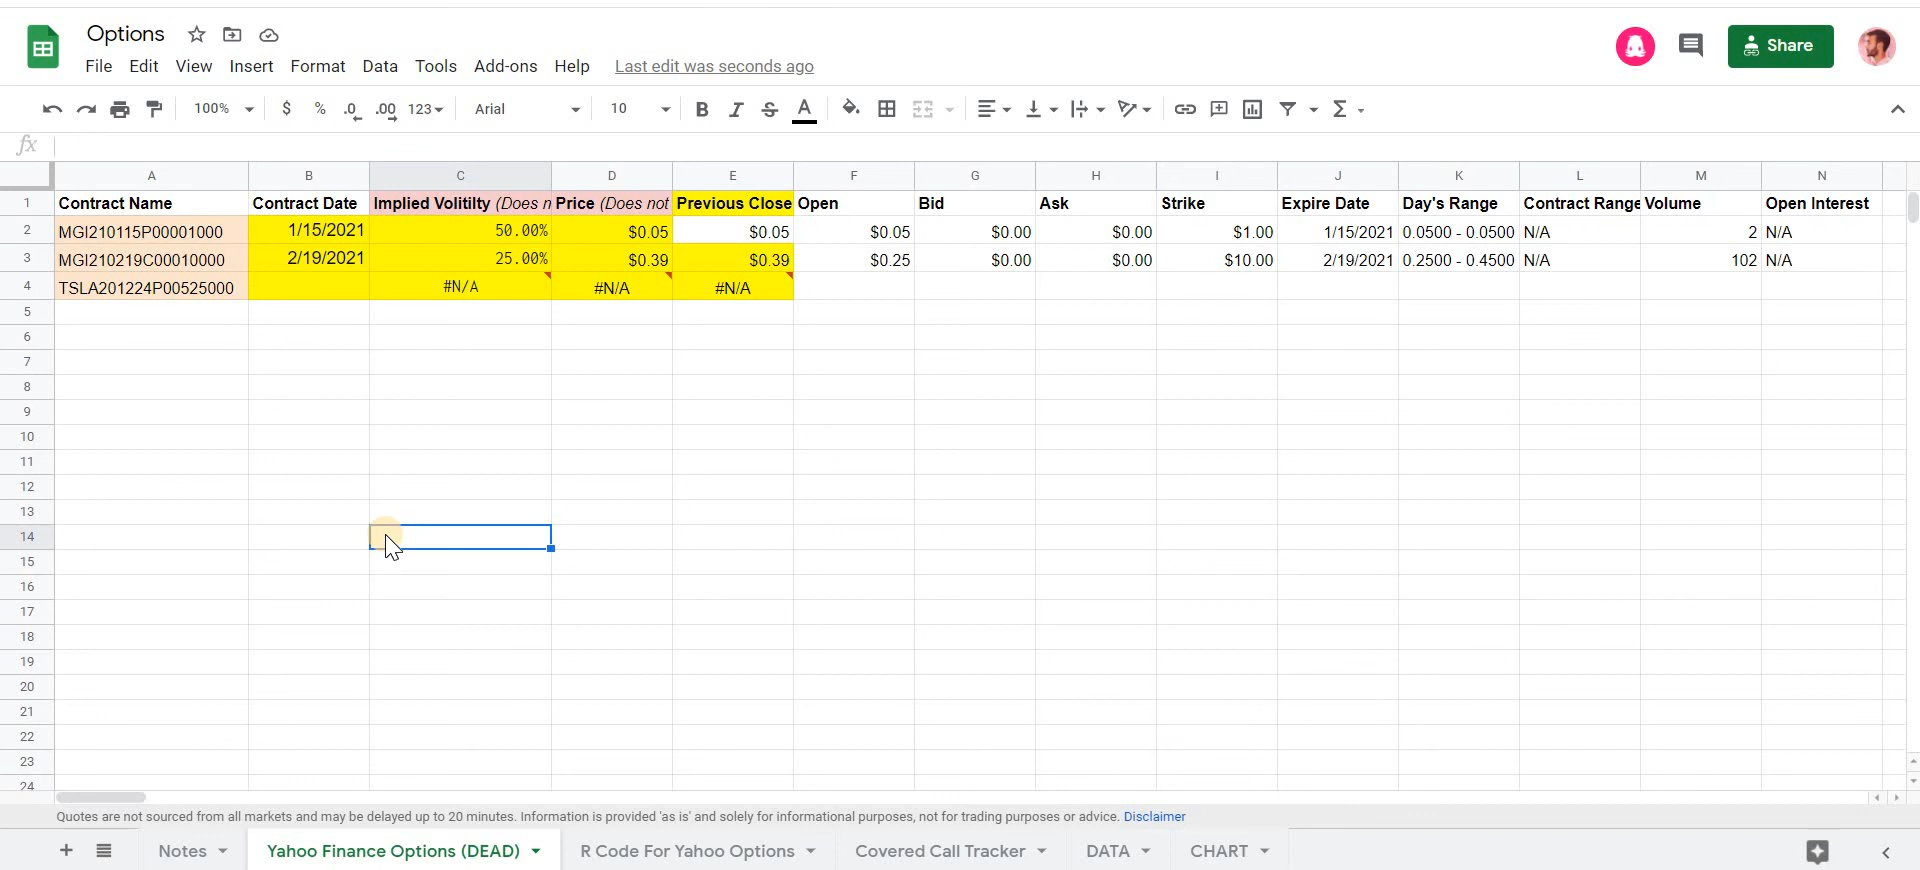 Options
File Edit View Insert Format Data Tools Add-ons Help Last edit was seconds ago
Share
100% $ % .0 .00 123 Arial 10 B I S A Σ
fx
A B C D E F G H I J K L M N
1 Contract Name Contract Date Implied Volitilty (Does n Price (Does not Previous Close Open Bid Ask Strike Expire Date Day's Range Contract Range Volume Open Interest
2 MGI210115P00001000 1/15/2021 50.00% $0.05 $0.05 $0.05 $0.00 $0.00 $1.00 1/15/2021 0.0500 - 0.0500 N/A 2 N/A
3 MGI210219C00010000 2/19/2021 25.00% $0.39 $0.39 $0.25 $0.00 $0.00 $10.00 2/19/2021 0.2500 - 0.4500 N/A 102 N/A
4 TSLA201224P00525000 #N/A #N/A #N/A
5
6
7
8
9
10
11
12
13
14
15
16
17
18
19
20
21
22
23
24
Quotes are not sourced from all markets and may be delayed up to 20 minutes. Information is provided 'as is' and solely for informational purposes, not for trading purposes or advice. Disclaimer
+ Notes Yahoo Finance Options (DEAD) R Code For Yahoo Options Covered Call Tracker DATA CHART